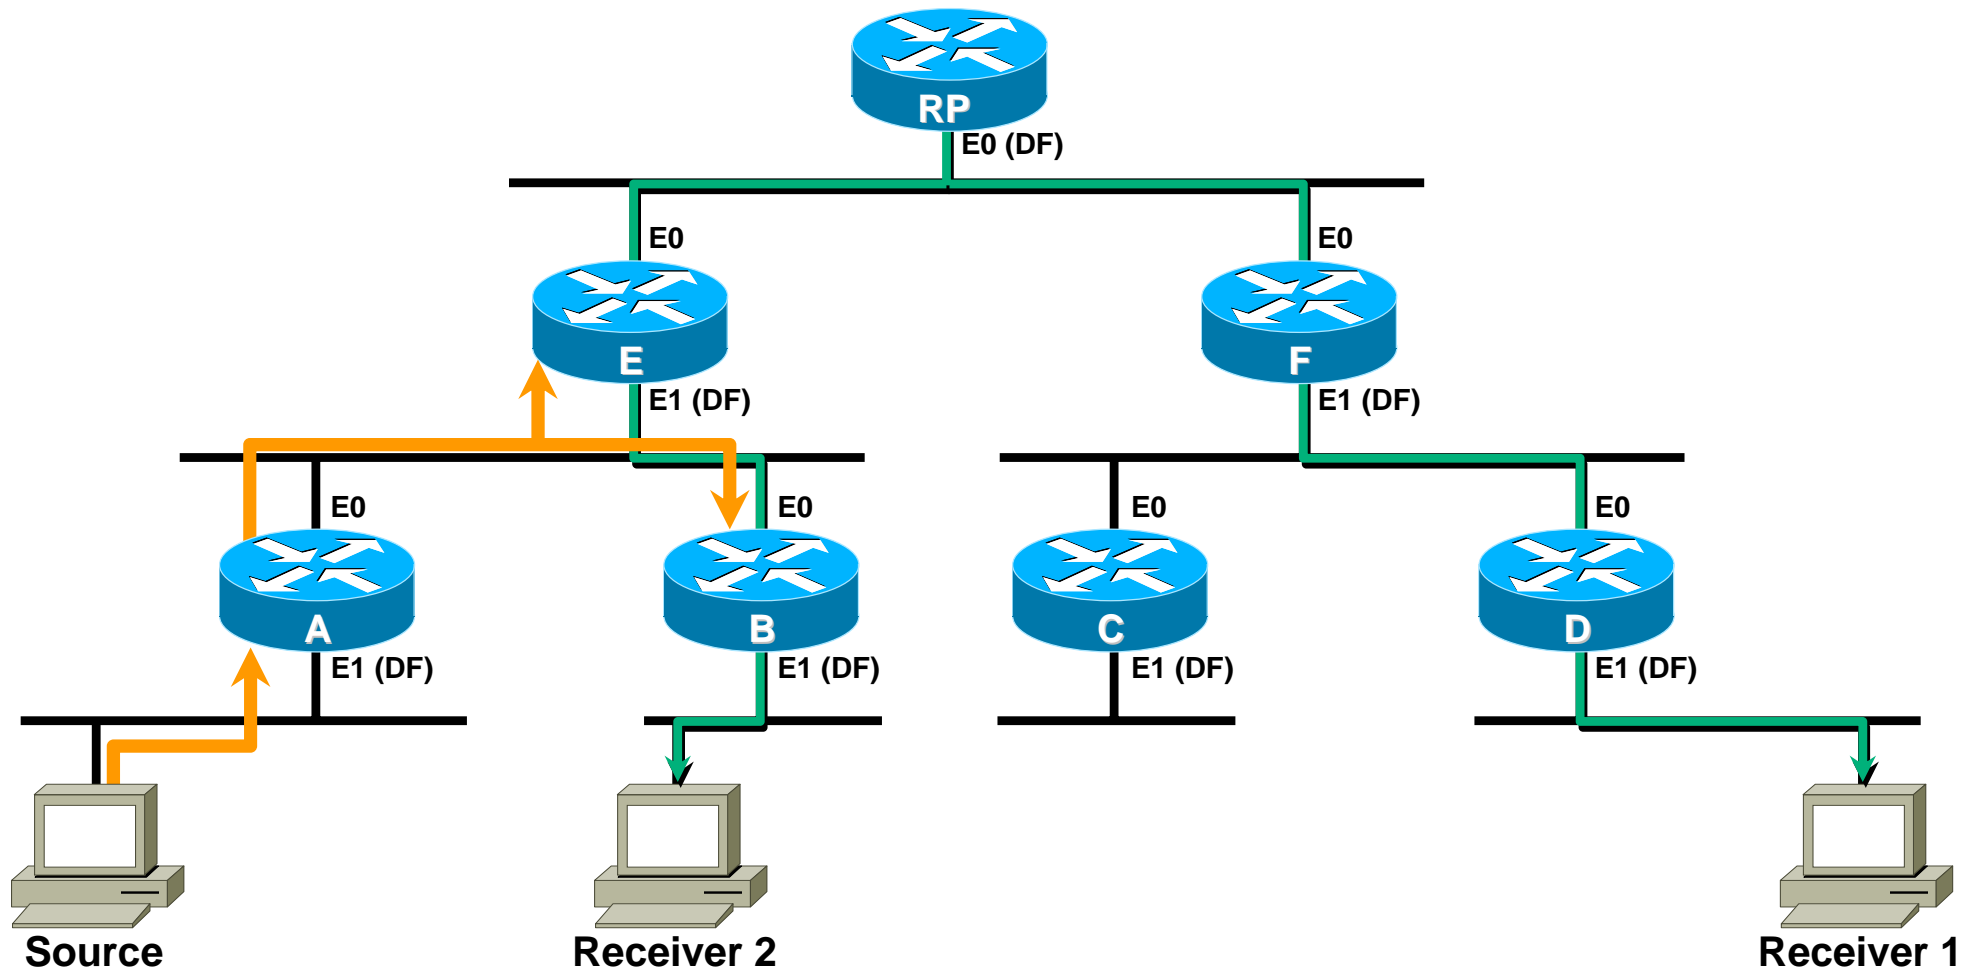 RP
E0 (DF)
E0
E0
E
F
E1 (DF)
E1 (DF)
E0
E0
E0
E0
A
B
C
D
E1 (DF)
E1 (DF)
E1 (DF)
E1 (DF)
Source
Receiver 2
Receiver 1